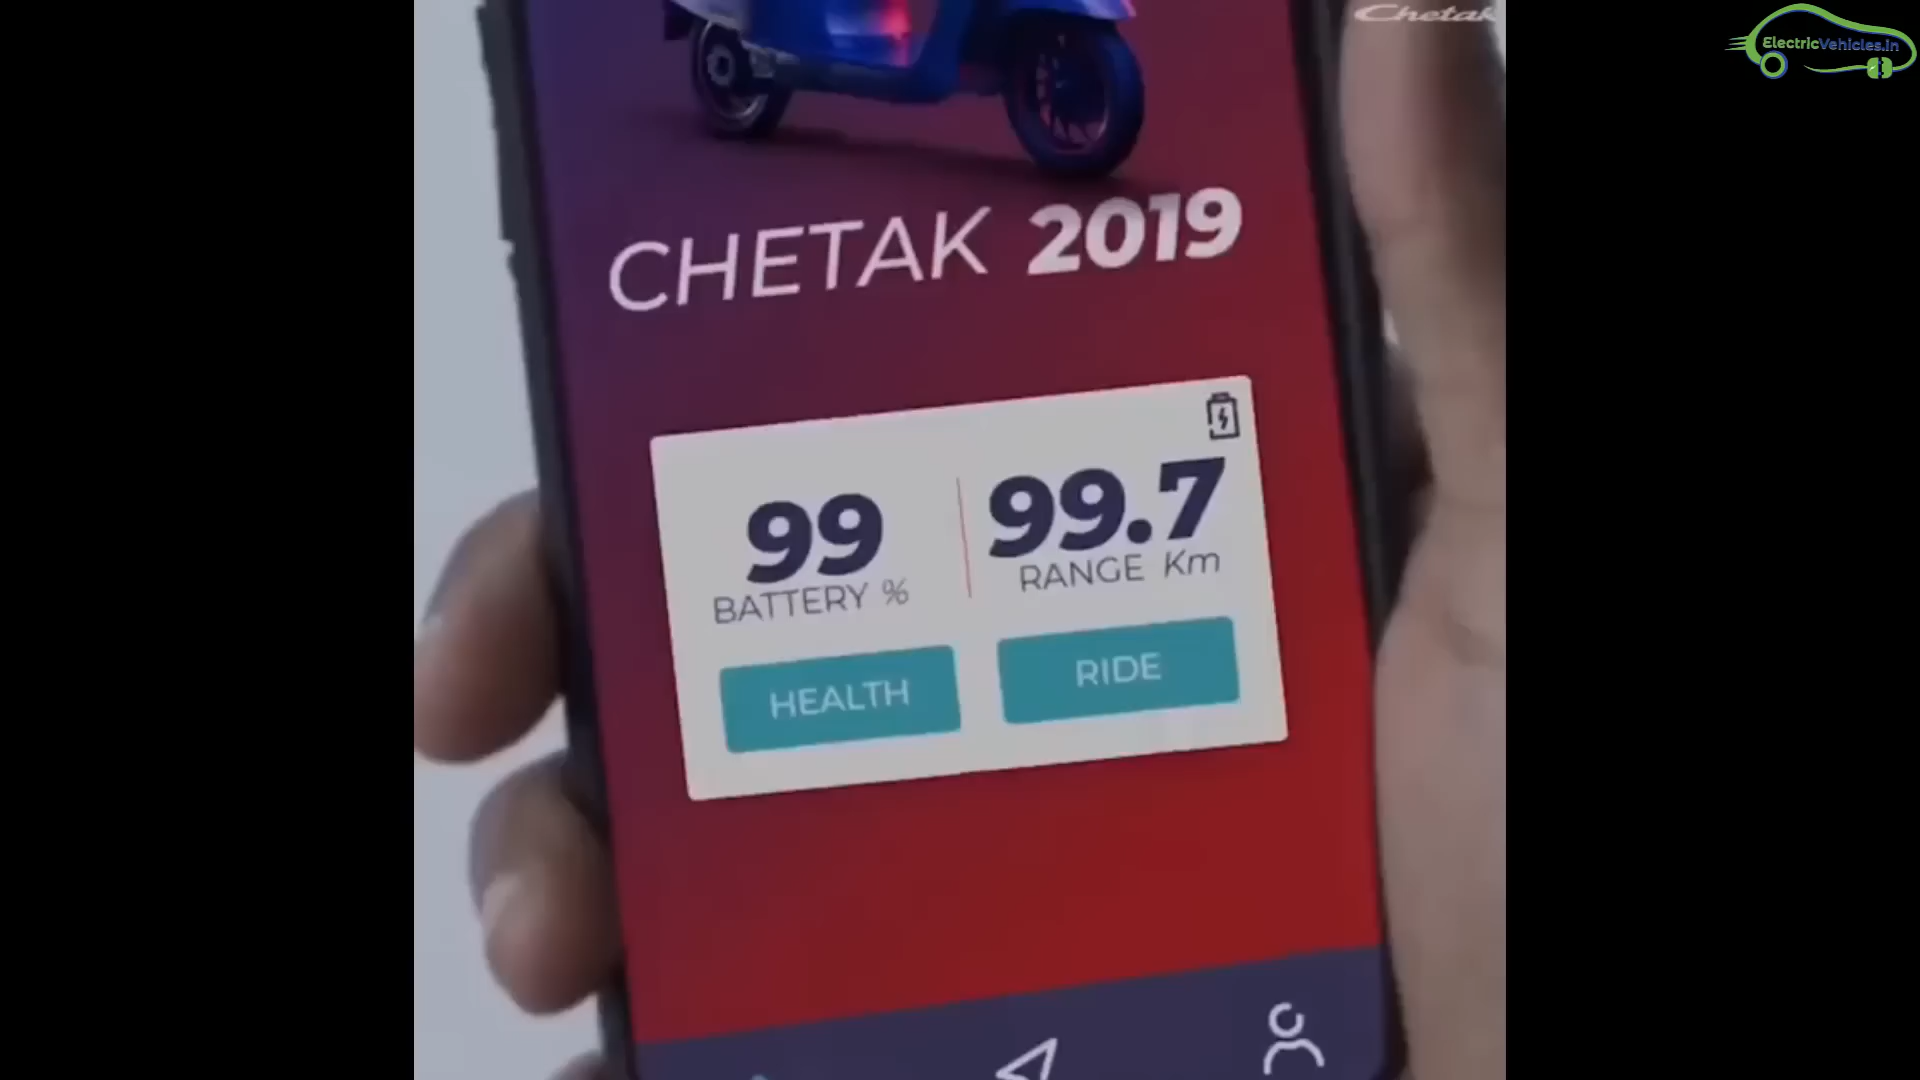 Chetak
ElectricVehicles.in
CHETAK 2019
99
BATTERY %
99.7
RANGE Km
HEALTH
RIDE